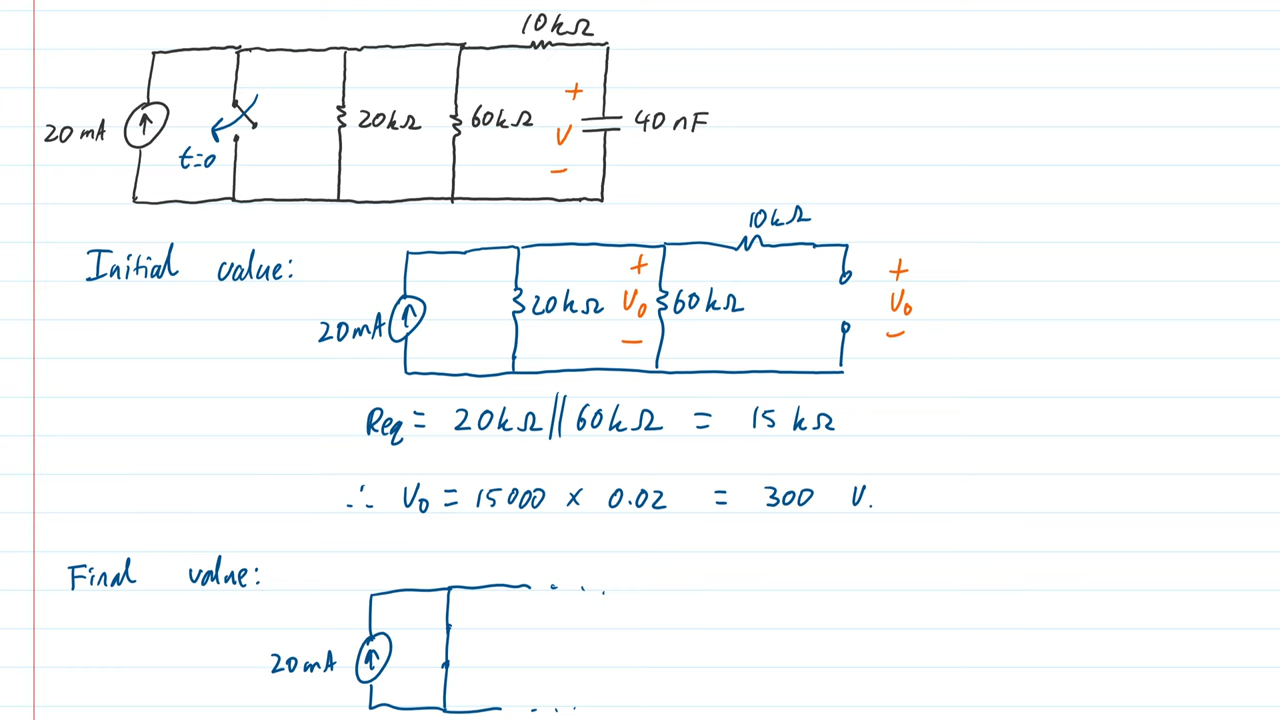 10kΩ
20 mA
t=0
20kΩ
60kΩ
+
V
−
40 nF
Initial value:
20mA
20kΩ
+
V₀
−
60kΩ
10kΩ
+
V₀
−
Req = 20kΩ || 60kΩ = 15 kΩ
∴ V₀ = 15000 × 0.02 = 300 V.
Final value:
20mA